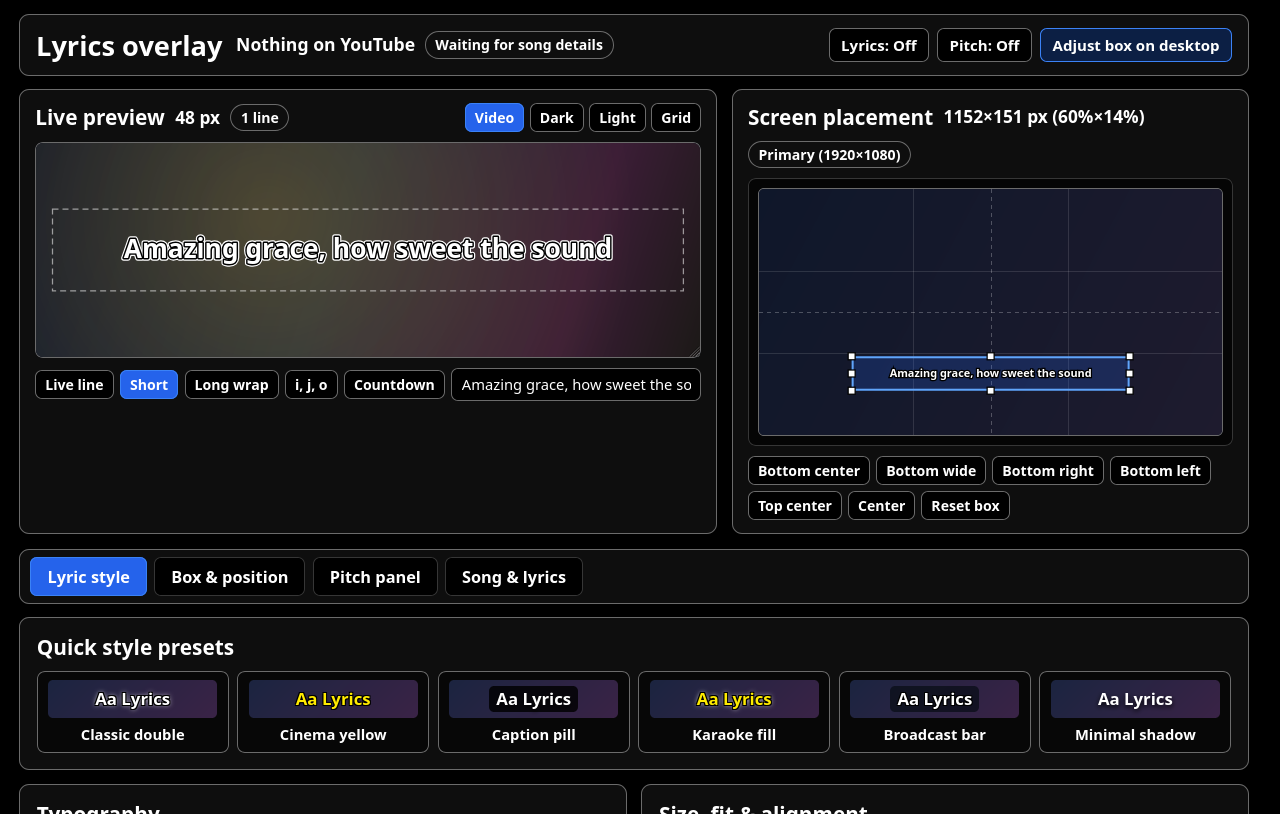 Lyrics overlay Nothing on YouTube Waiting for song details Lyrics: Off Pitch: Off Adjust box on desktop
Live preview 48 px 1 line Video Dark Light Grid
Amazing grace, how sweet the sound
Live line Short Long wrap i, j, o Countdown Amazing grace, how sweet the so
Screen placement 1152×151 px (60%×14%)
Primary (1920×1080)
Amazing grace, how sweet the sound
Bottom center Bottom wide Bottom right Bottom left
Top center Center Reset box
Lyric style Box & position Pitch panel Song & lyrics
Quick style presets
Aa Lyrics Aa Lyrics Aa Lyrics Aa Lyrics Aa Lyrics Aa Lyrics
Classic double Cinema yellow Caption pill Karaoke fill Broadcast bar Minimal shadow
Typography Size, fit & alignment